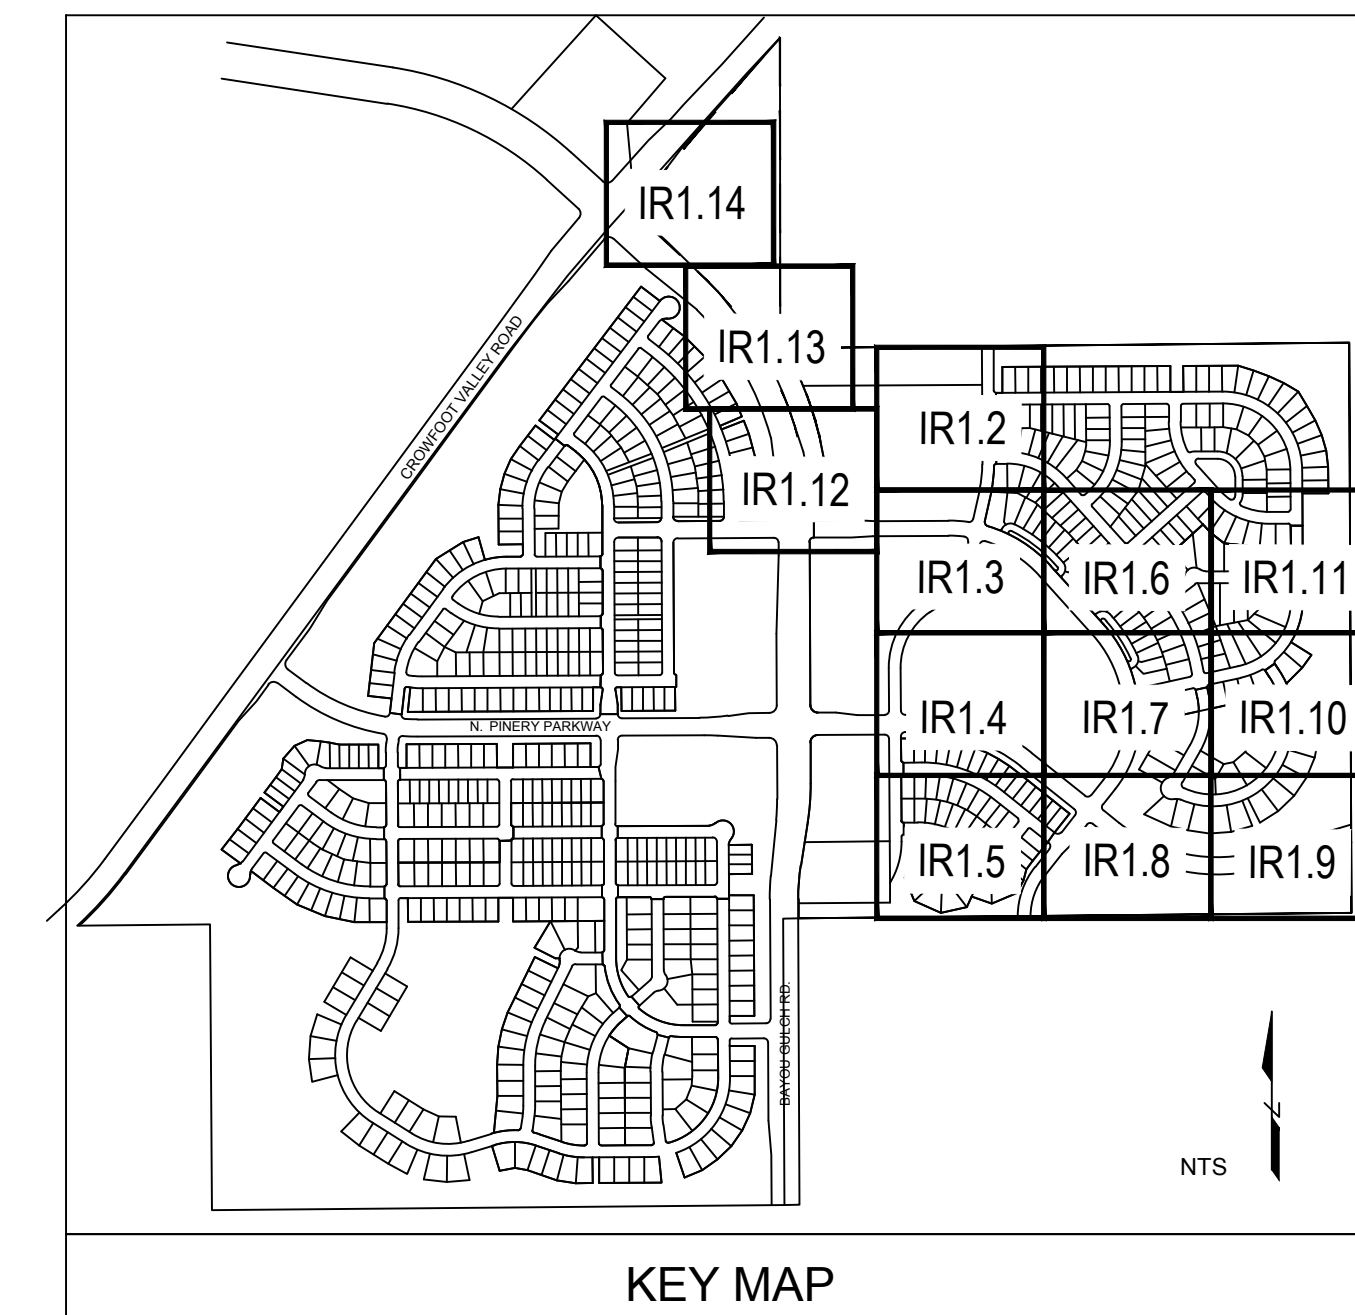 IR1.14
IR1.13
CROWFOOT VALLEY ROAD
IR1.2
IR1.12
IR1.3
IR1.6
IR1.11
IR1.4
IR1.7
IR1.10
N. PINERY PARKWAY
IR1.5
IR1.8
IR1.9
BAYOU GULCH RD.
Z
NTS
KEY MAP